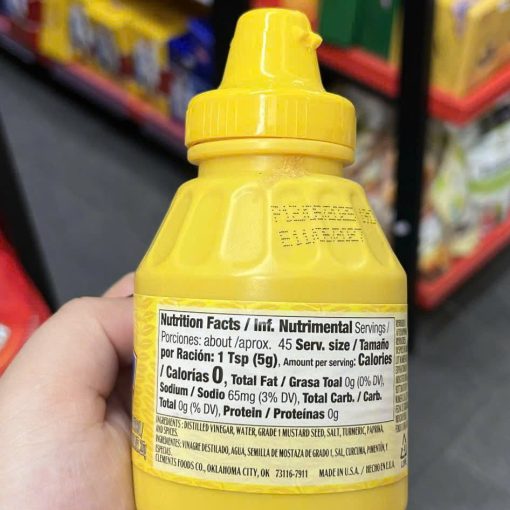 Nutrition Facts / Inf. Nutrimental Servings /
Porciones: about /aprox. 45 Serv. size / Tamaño
por Ración: 1 Tsp (5g), Amount per serving: Calories
/ Calorías 0, Total Fat / Grasa Toal 0g (0% DV),
Sodium / Sodio 65mg (3% DV), Total Carb. / Carb.
Total 0g (% DV), Protein / Proteínas 0g
INGREDIENTS: DISTILLED VINEGAR, WATER, GRADE 1 MUSTARD SEED, SALT, TURMERIC, PAPRIKA,
AND SPICES.
INGREDIENTES: VINAGRE DESTILADO, AGUA, SEMILLA DE MOSTAZA DE GRADO 1, SAL, CURCUMA, PIMENTÓN, Y
ESPECIAS.
CLEMENTS FOODS CO., OKLAHOMA CITY, OK 73116-7911 MADE IN U.S.A. / HECHO EN E.U.A.